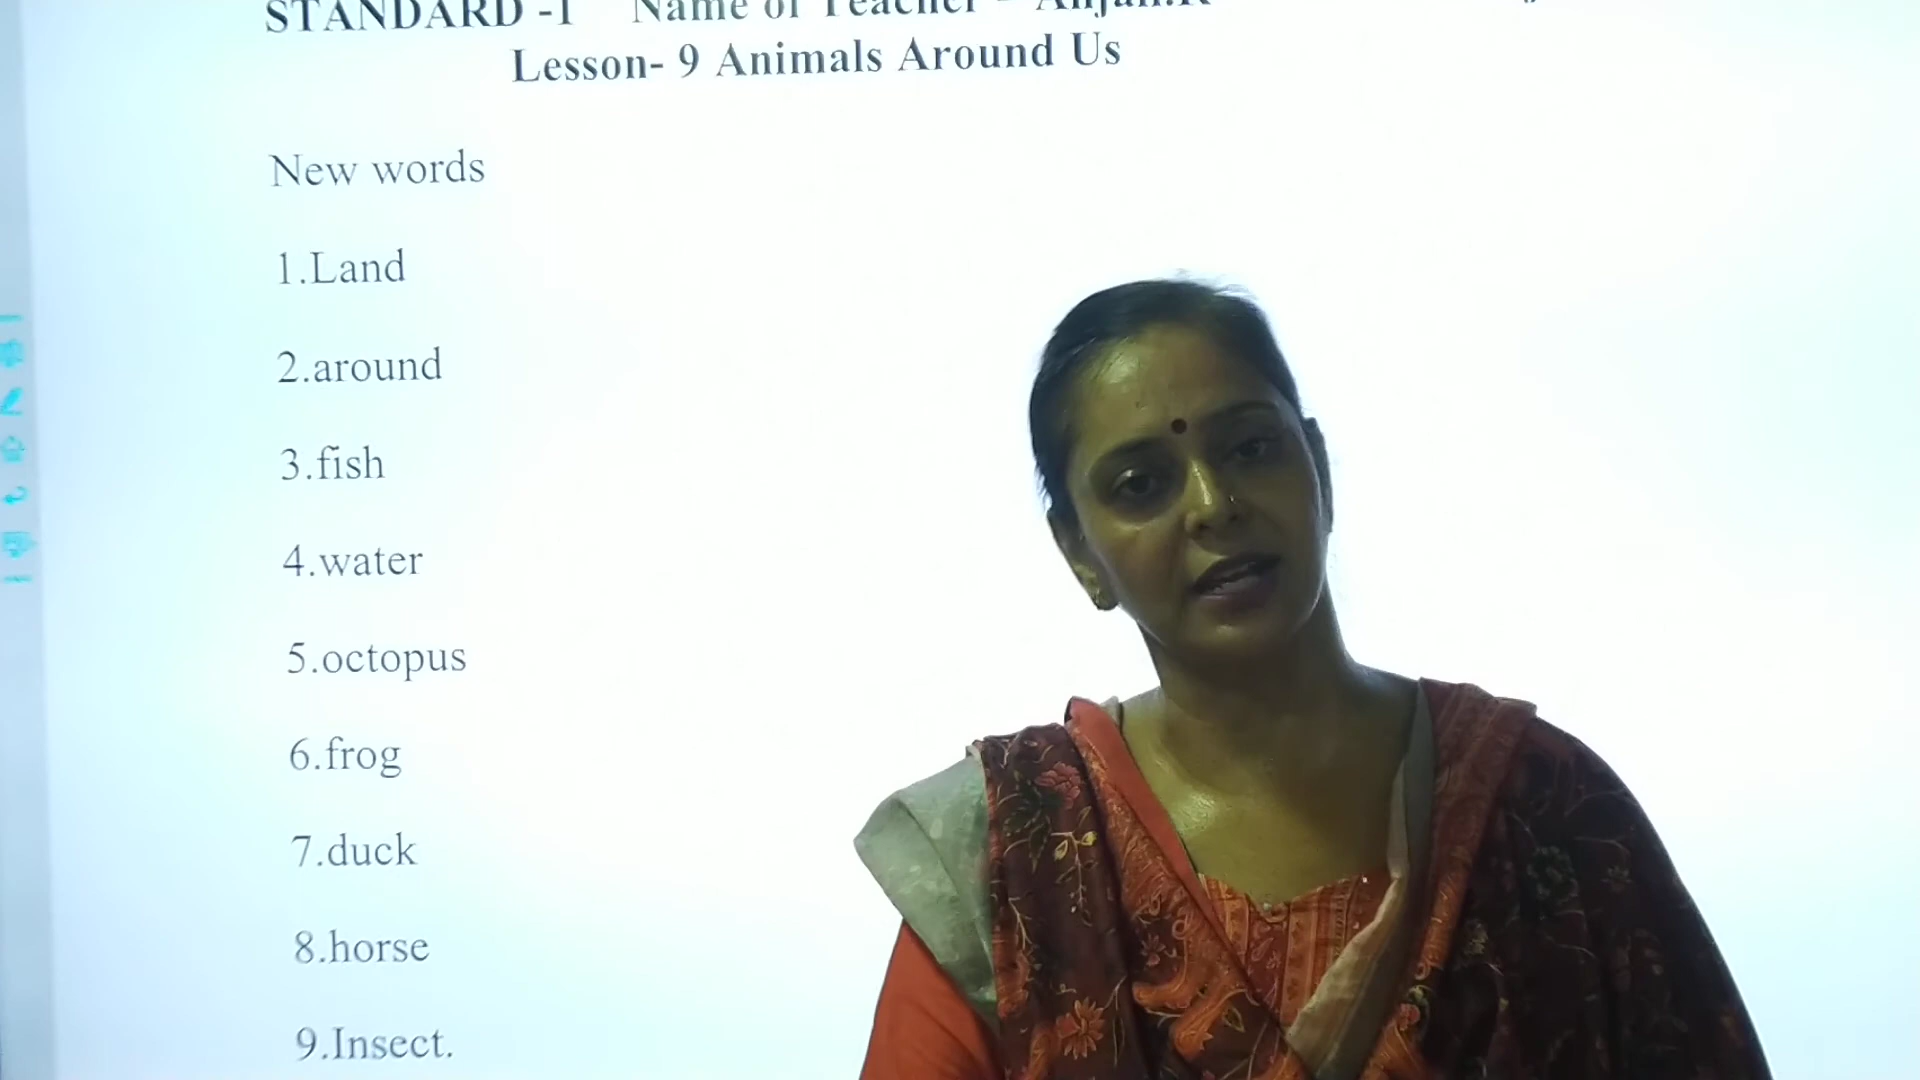 STANDARD -1 Name of Teacher -
Lesson- 9 Animals Around Us
New words
1.Land
2.around
3.fish
4.water
5.octopus
6.frog
7.duck
8.horse
9.Insect.